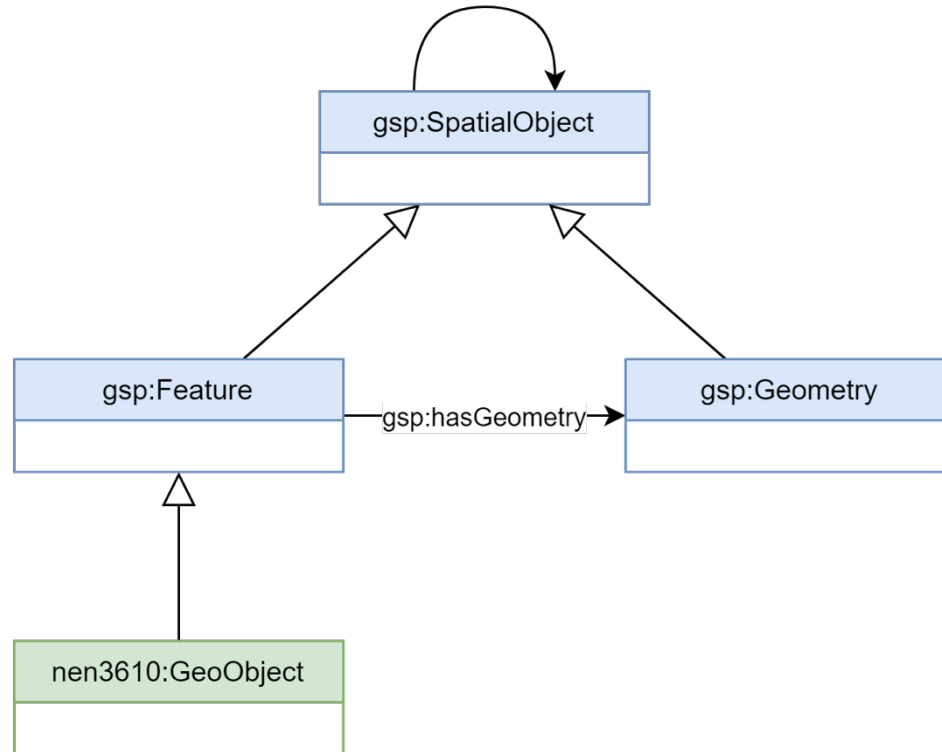 gsp:SpatialObject
gsp:Feature
gsp:hasGeometry
gsp:Geometry
nen3610:GeoObject